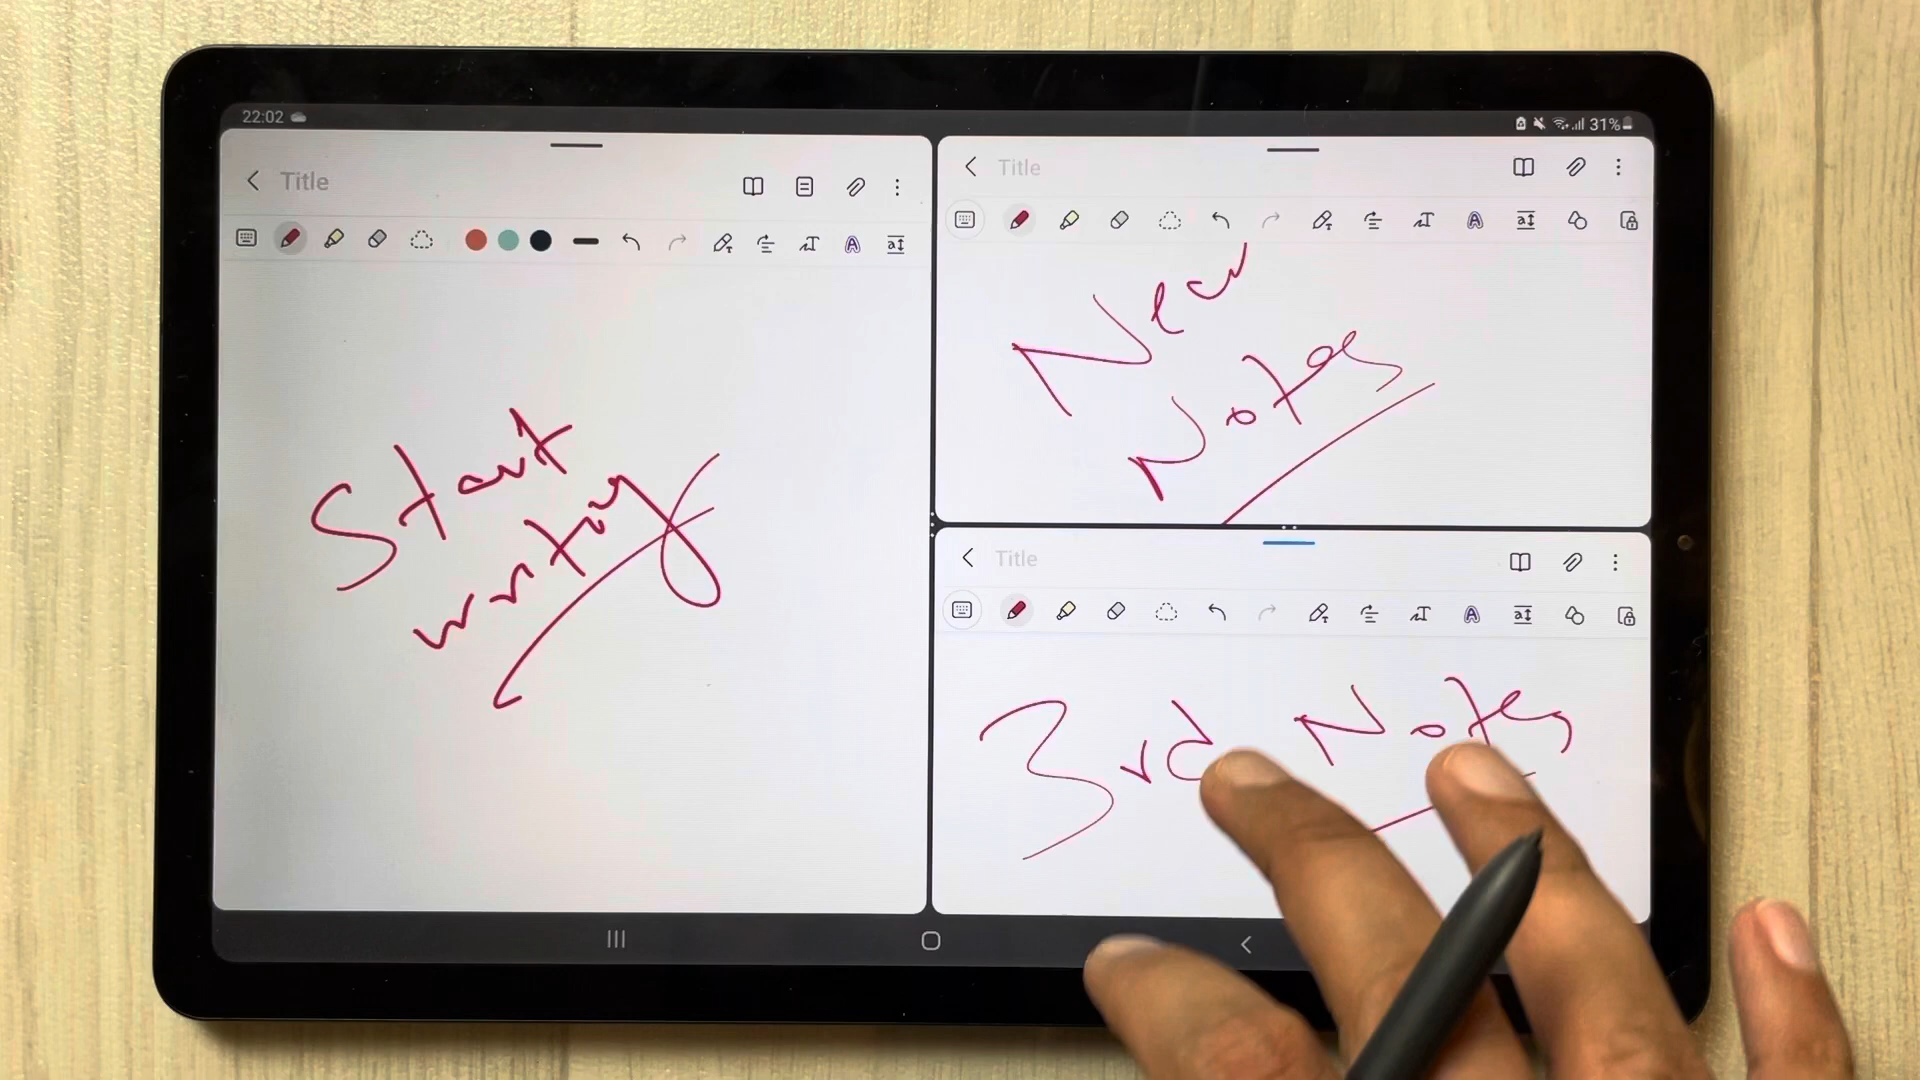 22:02
31%
Title
Start
writing
Title
New
Notes
Title
3rd Notes